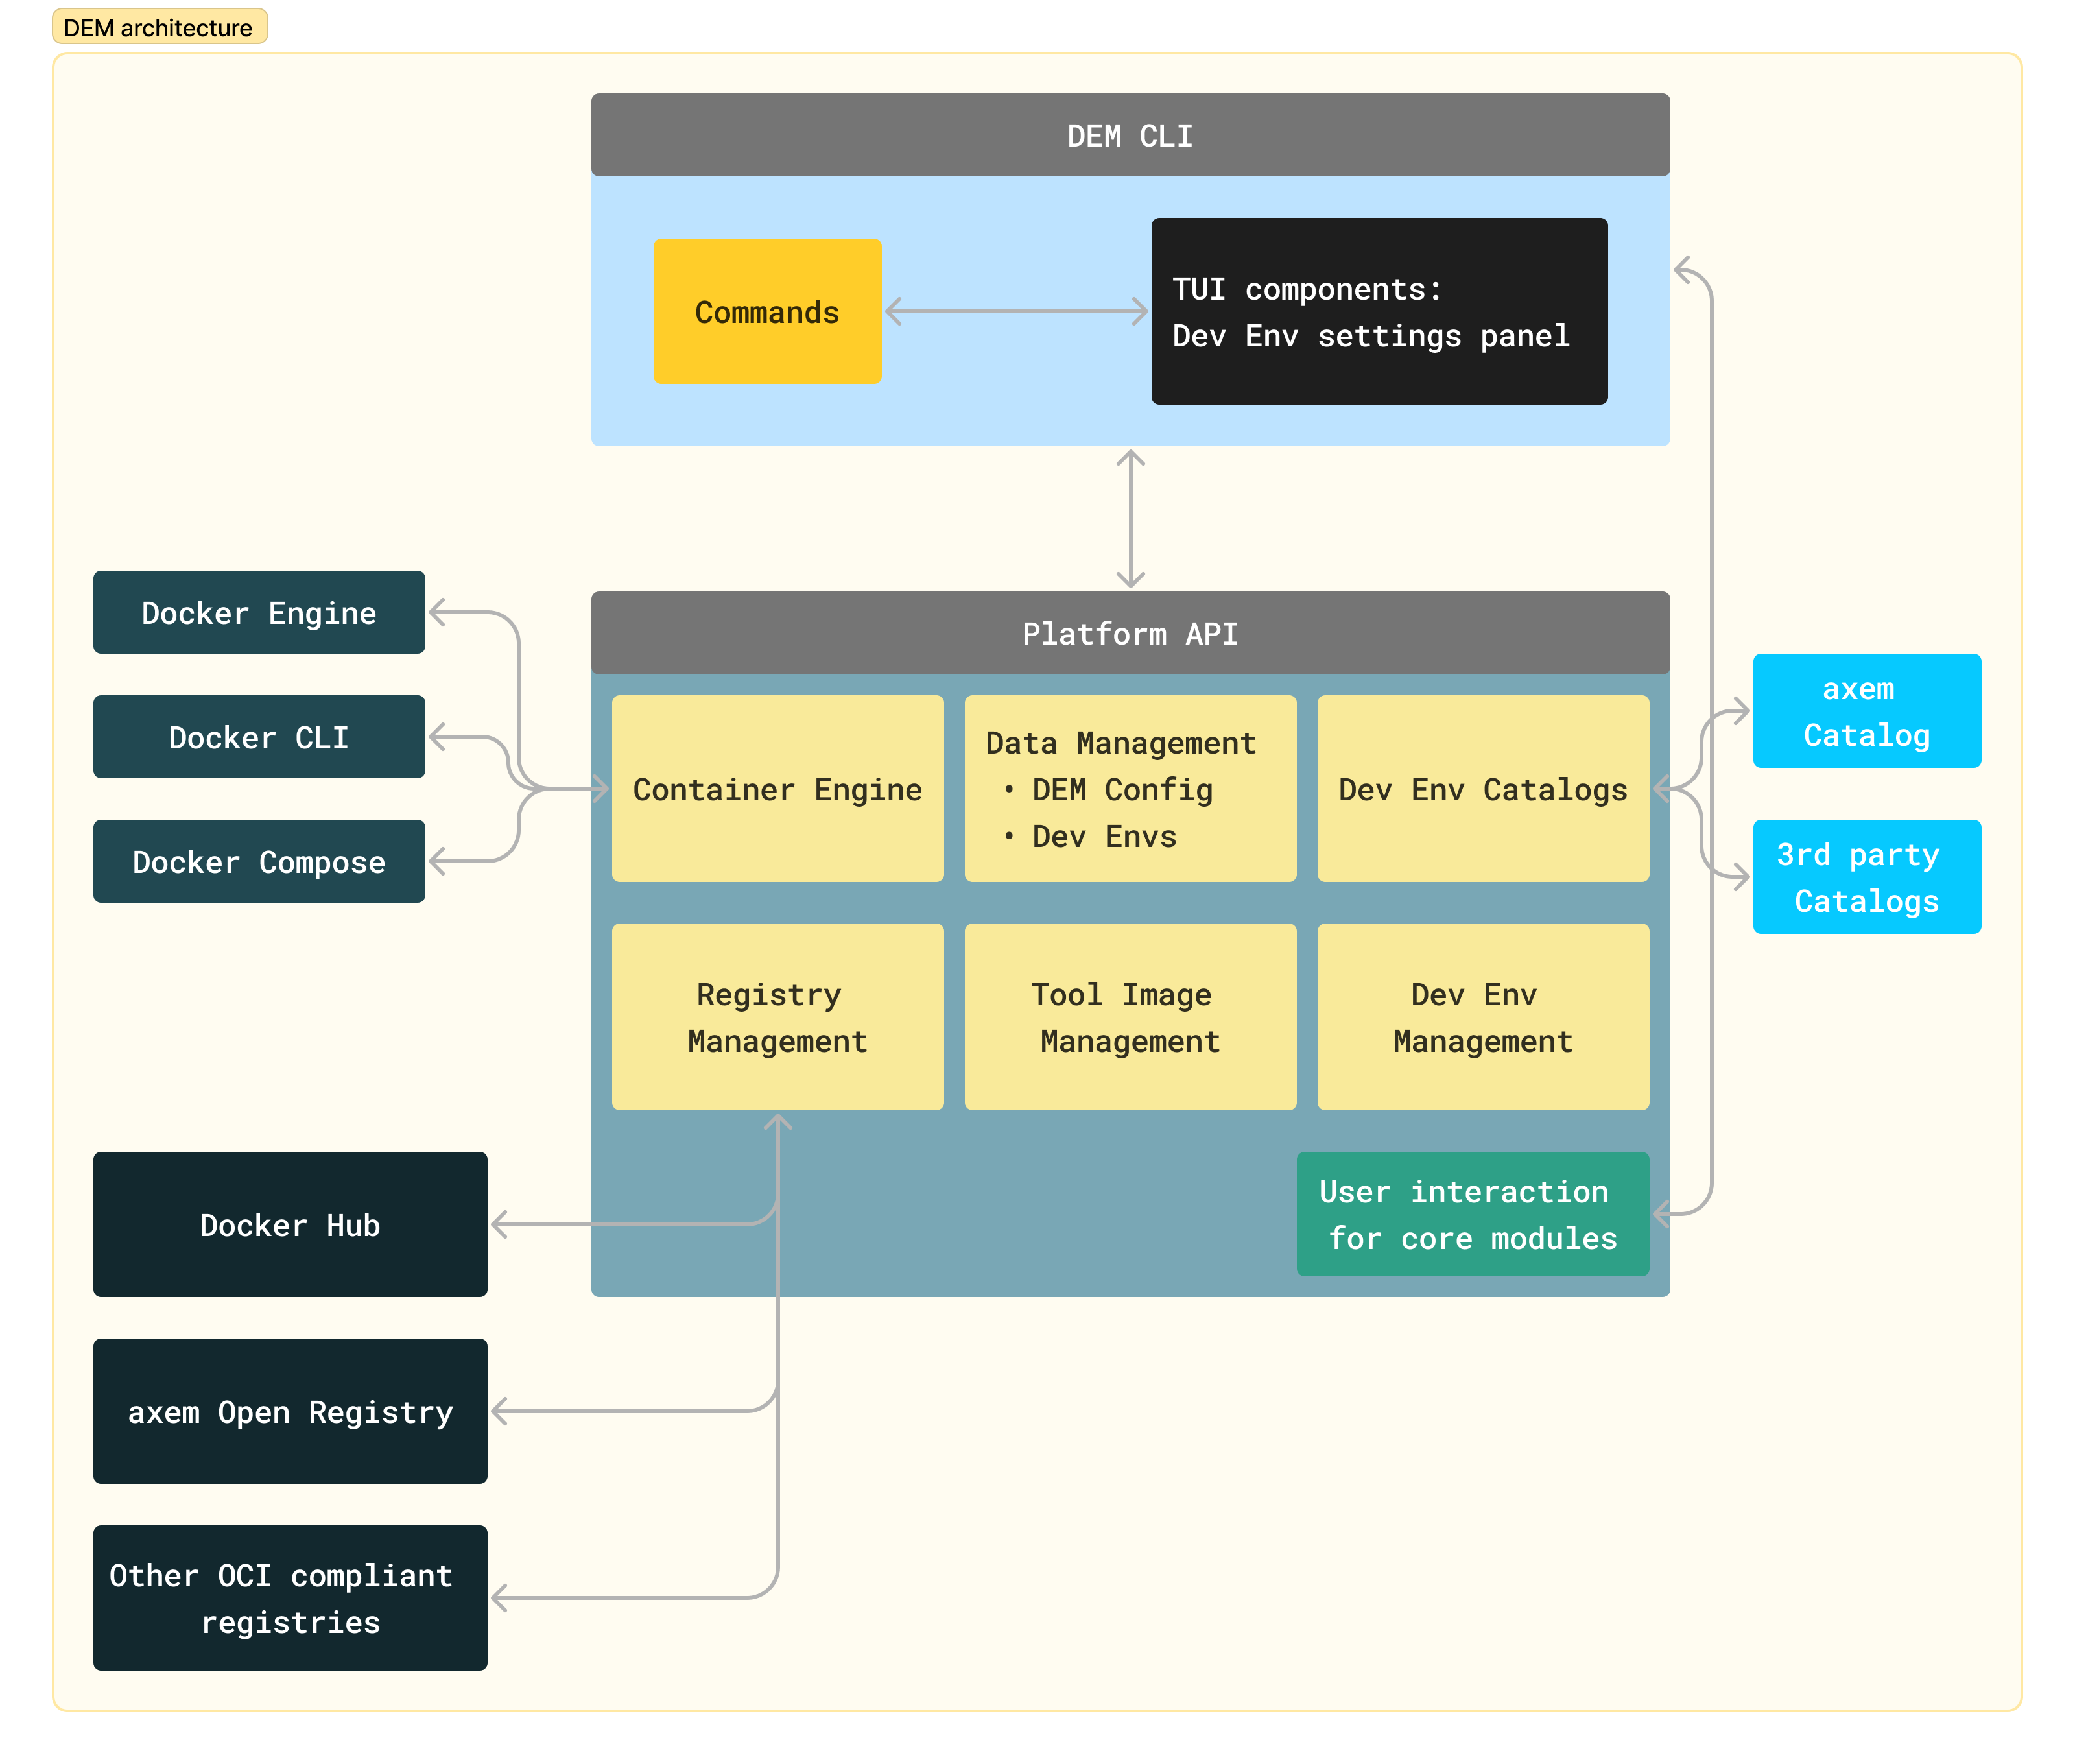 DEM architecture
DEM CLI
Commands
TUI components:
Dev Env settings panel
Docker Engine
Docker CLI
Docker Compose
Platform API
Container Engine
Data Management
• DEM Config
• Dev Envs
Dev Env Catalogs
Registry
Management
Tool Image
Management
Dev Env
Management
User interaction
for core modules
axem
Catalog
3rd party
Catalogs
Docker Hub
axem Open Registry
Other OCI compliant
registries